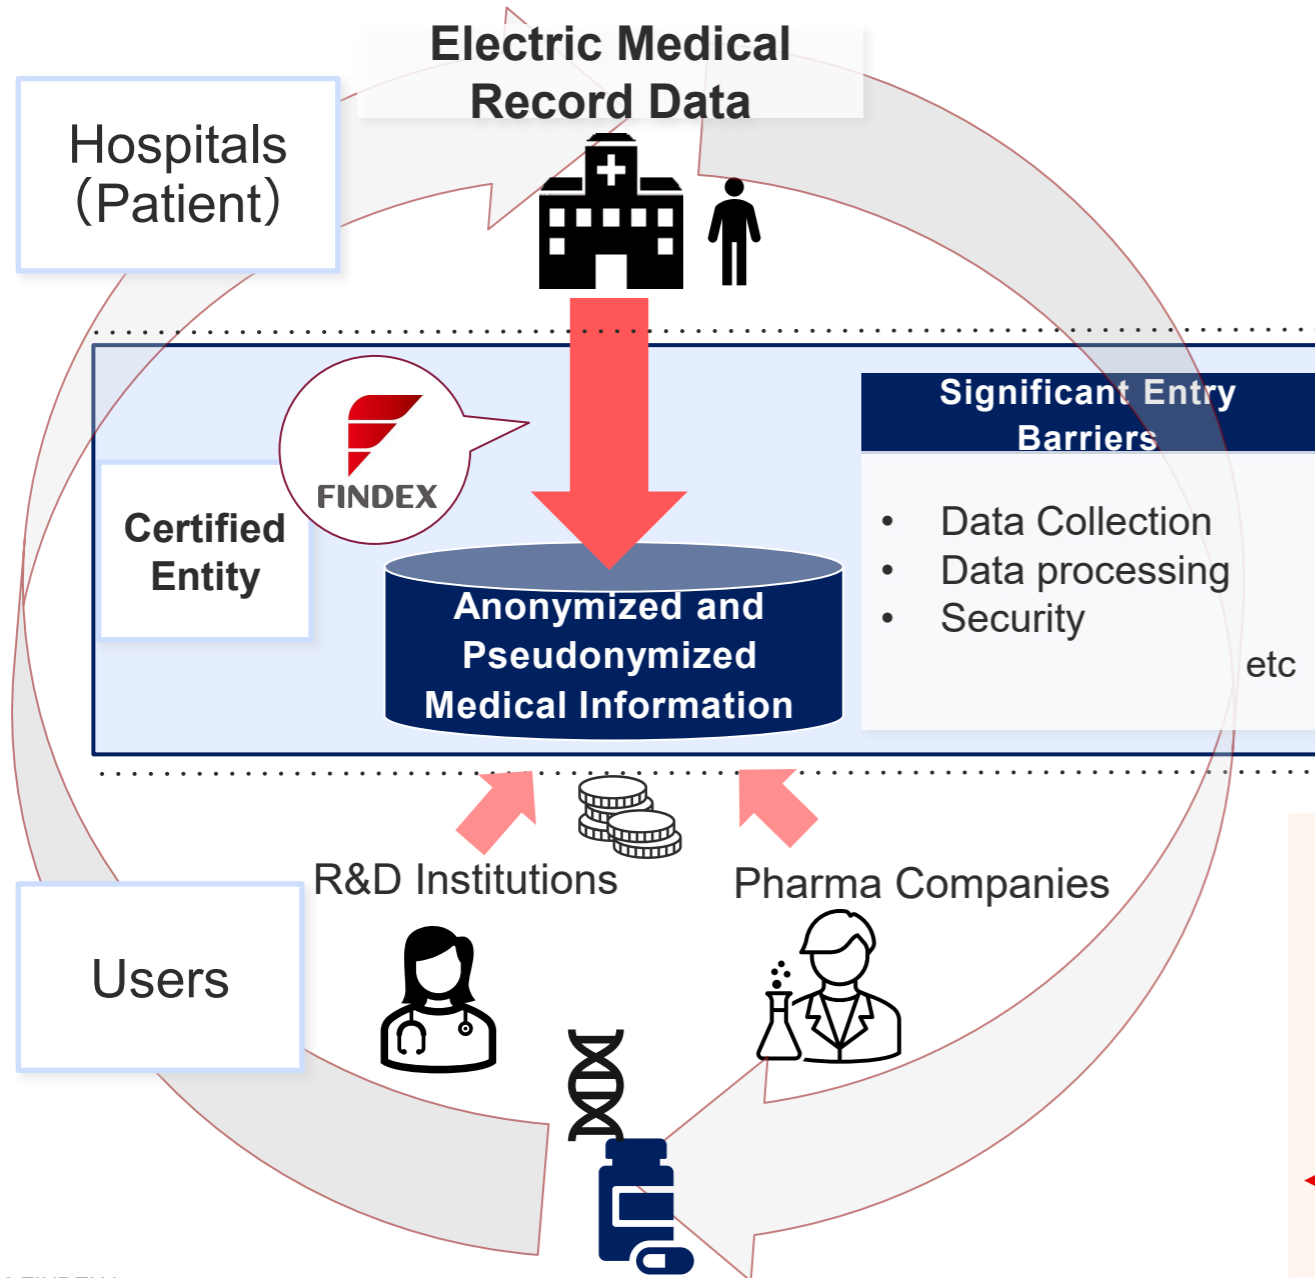 Electric Medical
Record Data
Hospitals
（Patient）
FINDEX
Certified
Entity
Significant Entry
Barriers
• Data Collection
• Data processing
• Security
etc
Anonymized and
Pseudonymized
Medical Information
R&D Institutions
Pharma Companies
Users